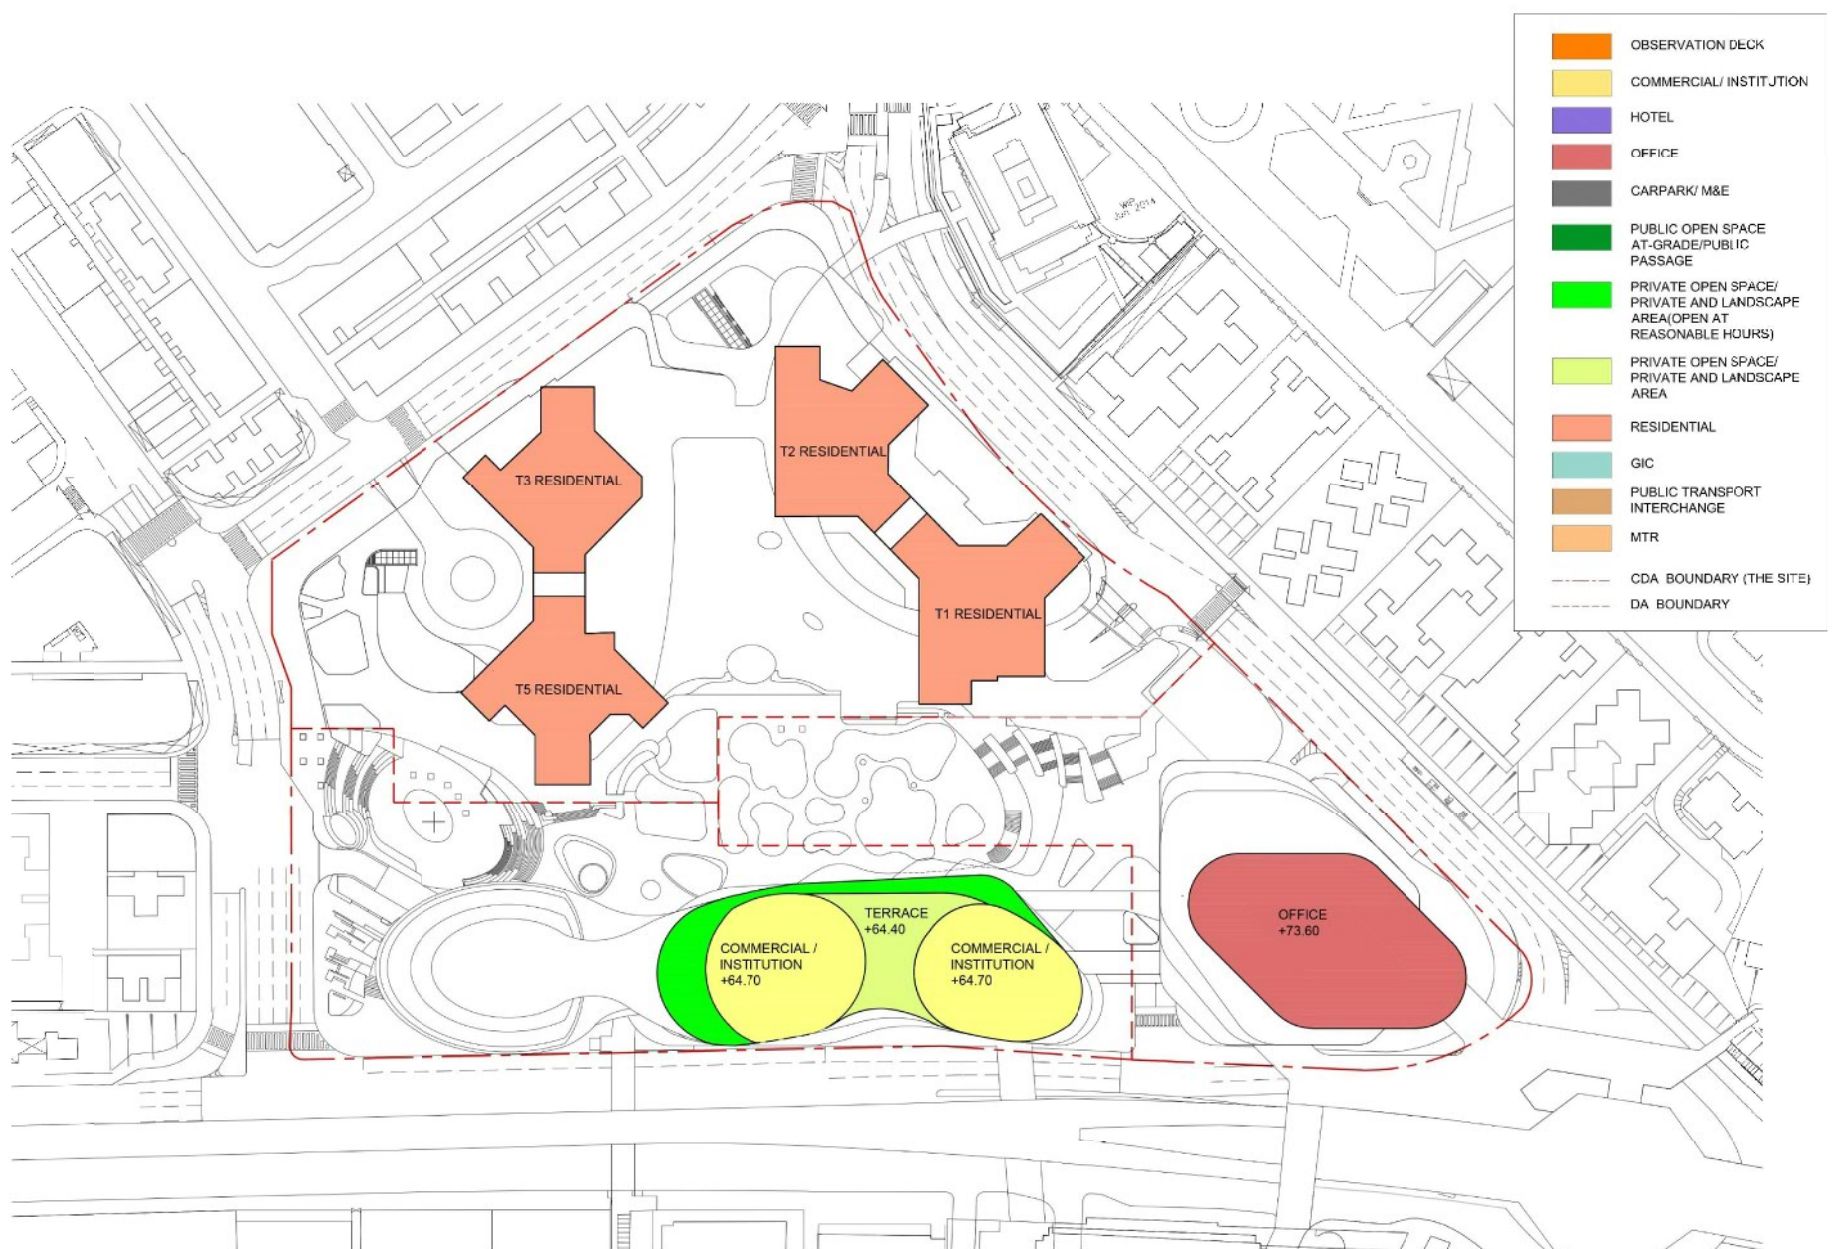 OBSERVATION DECK
COMMERCIAL/ INSTITUTION
HOTEL
OFFICE
CARPARK/ M&E
PUBLIC OPEN SPACE
AT-GRADE/PUBLIC
PASSAGE
PRIVATE OPEN SPACE/
PRIVATE AND LANDSCAPE
AREA(OPEN AT
REASONABLE HOURS)
PRIVATE OPEN SPACE/
PRIVATE AND LANDSCAPE
AREA
RESIDENTIAL
GIC
PUBLIC TRANSPORT
INTERCHANGE
MTR
CDA BOUNDARY (THE SITE)
DA BOUNDARY
WIP
Jun 2014
T2 RESIDENTIAL
T3 RESIDENTIAL
T1 RESIDENTIAL
T5 RESIDENTIAL
TERRACE
+64.40
COMMERCIAL /
INSTITUTION
+64.70
COMMERCIAL /
INSTITUTION
+64.70
OFFICE
+73.60